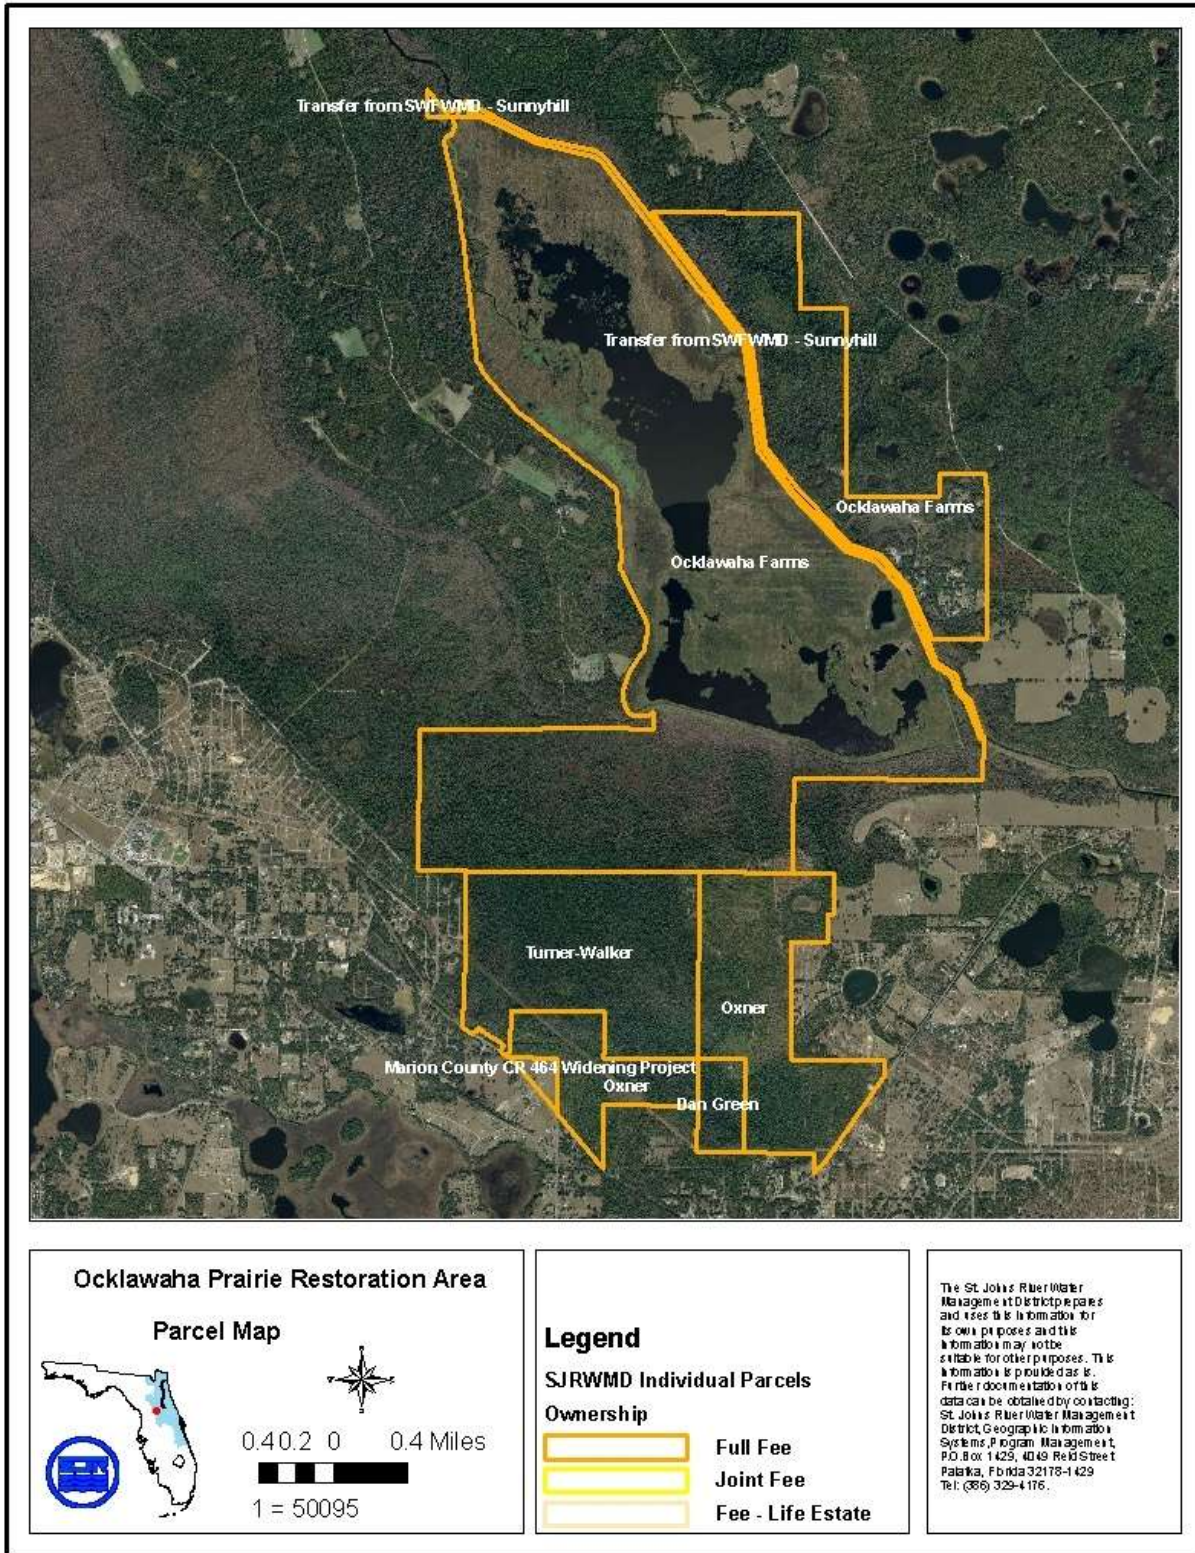 Transfer from SWFWMD - Sunnyhill
Transfer from SWFWMD - Sunnyhill
Ocklawaha Farms
Ocklawaha Farms
Turner-Walker
Oxner
Marion County CR 464 Widening Project
Oxner
Dan Green
Ocklawaha Prairie Restoration Area
Parcel Map
0.4 0.2 0 0.4 Miles
1 = 50095
Legend
SJRWMD Individual Parcels
Ownership
Full Fee
Joint Fee
Fee - Life Estate
The St. Johns River Water
Management District prepares
and uses this information for
its own purposes and this
information may not be
suitable for other purposes. This
information is provided as is.
Further documentation of this
data can be obtained by contacting:
St. Johns River Water Management
District, Geographic Information
Systems, Program Management,
P.O. Box 1429, 4049 Reid Street
Palatka, Florida 32178-1429
Tel: (386) 329-4176.